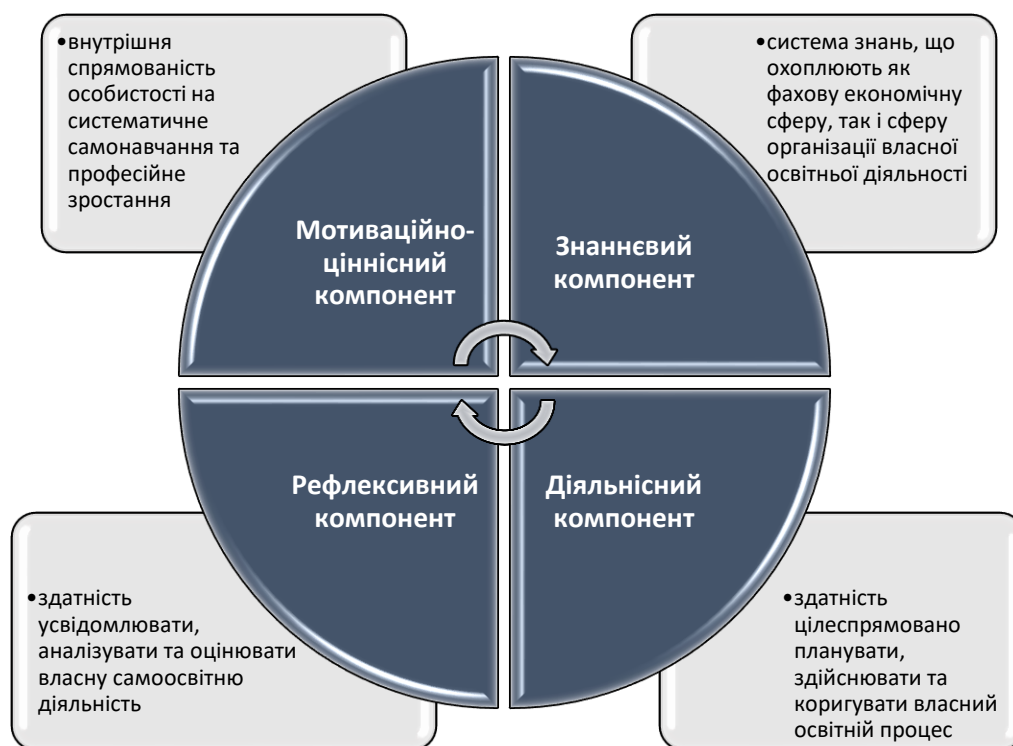 •внутрішня
спрямованість
особистості на
систематичне
самонавчання та
професійне
зростання
•система знань, що
охоплюють як
фахову економічну
сферу, так і сферу
організації власної
освітньої діяльності
Мотиваційно-
ціннісний
компонент
Знаннєвий
компонент
Рефлексивний
компонент
Діяльнісний
компонент
•здатність
усвідомлювати,
аналізувати та оцінювати
власну самоосвітню
діяльність
•здатність
цілеспрямовано
планувати,
здійснювати та
коригувати власний
освітній процес